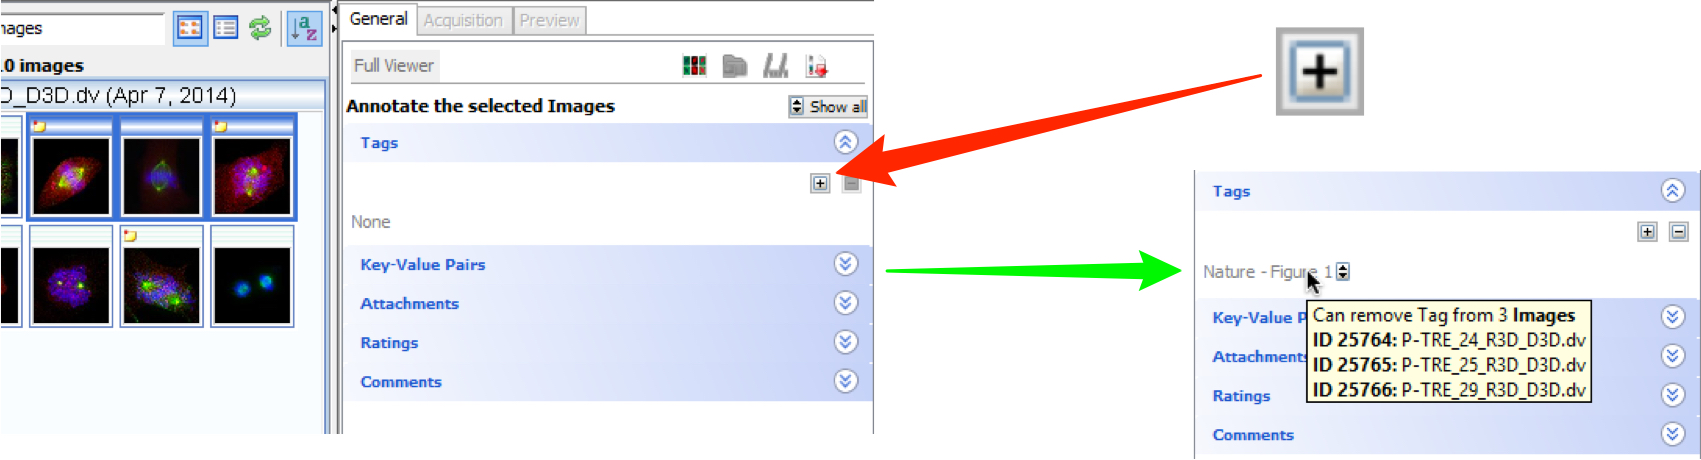 General Acquisition Preview
Full Viewer
images
Annotate the selected Images
Show all
D_D3D.dv (Apr 7, 2014)
Tags
None
Key-Value Pairs
Attachments
Ratings
Comments
Tags
Nature - Figure 1
Can remove Tag from 3 Images
ID 25764: P-TRE_24_R3D_D3D.dv
ID 25765: P-TRE_25_R3D_D3D.dv
ID 25766: P-TRE_29_R3D_D3D.dv
Key-Value P
Attachments
Ratings
Comments